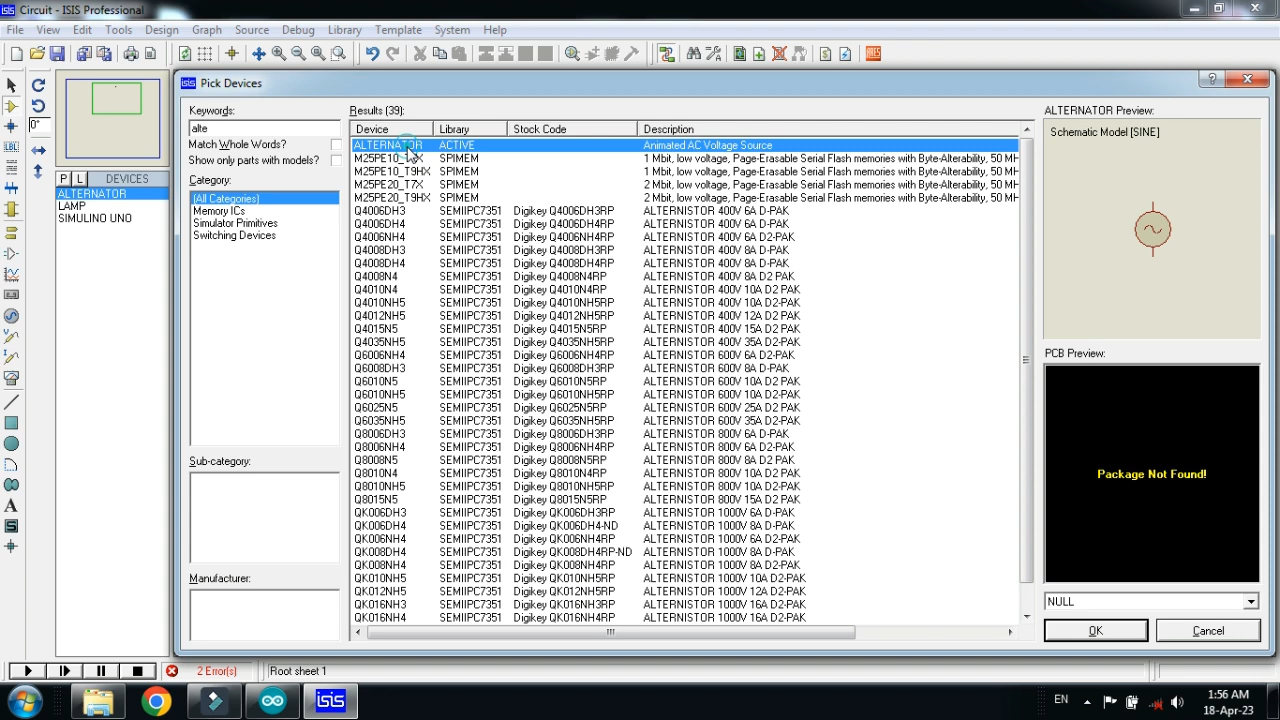 Circuit - ISIS Professional
File View Edit Tools Design Graph Source Debug Library Template System Help
Pick Devices
Keywords:
alte
Match Whole Words?
Show only parts with models?
Category:
(All Categories)
Memory ICs
Simulator Primitives
Switching Devices
Sub-category:
Manufacturer:
0°
P L DEVICES
ALTERNATOR
LAMP
SIMULINO UNO
LBL
A
S
ARES
isis
Results (39):
Device Library Stock Code Description
ALTERNATOR ACTIVE Animated AC Voltage Source
SPIMEM 1 Mbit, low voltage, Page-Erasable Serial Flash memories with Byte-Alterability, 50 MH
M25PE10_T9HX SPIMEM 1 Mbit, low voltage, Page-Erasable Serial Flash memories with Byte-Alterability, 50 MH
M25PE20_T7X SPIMEM 2 Mbit, low voltage, Page-Erasable Serial Flash memories with Byte-Alterability, 50 MH
M25PE20_T9HX SPIMEM 2 Mbit, low voltage, Page-Erasable Serial Flash memories with Byte-Alterability, 50 MH
Q4006DH3 SEMIIPC7351 Digikey Q4006DH3RP ALTERNISTOR 400V 6A D-PAK
Q4006DH4 SEMIIPC7351 Digikey Q4006DH4RP ALTERNISTOR 400V 6A D-PAK
Q4006NH4 SEMIIPC7351 Digikey Q4006NH4RP ALTERNISTOR 400V 6A D2-PAK
Q4008DH3 SEMIIPC7351 Digikey Q4008DH3RP ALTERNISTOR 400V 8A D-PAK
Q4008DH4 SEMIIPC7351 Digikey Q4008DH4RP ALTERNISTOR 400V 8A D-PAK
Q4008N4 SEMIIPC7351 Digikey Q4008N4RP ALTERNISTOR 400V 8A D2 PAK
Q4010N4 SEMIIPC7351 Digikey Q4010N4RP ALTERNISTOR 400V 10A D2-PAK
Q4010NH5 SEMIIPC7351 Digikey Q4010NH5RP ALTERNISTOR 400V 10A D2-PAK
Q4012NH5 SEMIIPC7351 Digikey Q4012NH5RP ALTERNISTOR 400V 12A D2-PAK
Q4015N5 SEMIIPC7351 Digikey Q4015N5RP ALTERNISTOR 400V 15A D2-PAK
Q4035NH5 SEMIIPC7351 Digikey Q4035NH5RP ALTERNISTOR 400V 35A D2-PAK
Q6006NH4 SEMIIPC7351 Digikey Q6006NH4RP ALTERNISTOR 600V 6A D2-PAK
Q6008DH3 SEMIIPC7351 Digikey Q6008DH3RP ALTERNISTOR 600V 8A D-PAK
Q6010N5 SEMIIPC7351 Digikey Q6010N5RP ALTERNISTOR 600V 10A D2-PAK
Q6010NH5 SEMIIPC7351 Digikey Q6010NH5RP ALTERNISTOR 600V 10A D2-PAK
Q6025N5 SEMIIPC7351 Digikey Q6025N5RP ALTERNISTOR 600V 25A D2-PAK
Q6035NH5 SEMIIPC7351 Digikey Q6035NH5RP ALTERNISTOR 600V 35A D2-PAK
Q8006DH3 SEMIIPC7351 Digikey Q8006DH3RP ALTERNISTOR 800V 6A D-PAK
Q8006NH4 SEMIIPC7351 Digikey Q8006NH4RP ALTERNISTOR 800V 6A D2-PAK
Q8008N5 SEMIIPC7351 Digikey Q8008N5RP ALTERNISTOR 800V 8A D2-PAK
Q8010N4 SEMIIPC7351 Digikey Q8010N4RP ALTERNISTOR 800V 10A D2-PAK
Q8010NH5 SEMIIPC7351 Digikey Q8010NH5RP ALTERNISTOR 800V 10A D2-PAK
Q8015N5 SEMIIPC7351 Digikey Q8015N5RP ALTERNISTOR 800V 15A D2-PAK
QK006DH3 SEMIIPC7351 Digikey QK006DH3RP ALTERNISTOR 1000V 6A D-PAK
QK006DH4 SEMIIPC7351 Digikey QK006DH4-ND ALTERNISTOR 1000V 6A D-PAK
QK006NH4 SEMIIPC7351 Digikey QK006NH4RP ALTERNISTOR 1000V 6A D2-PAK
QK008DH4 SEMIIPC7351 Digikey QK008DH4RP-ND ALTERNISTOR 1000V 8A D-PAK
QK008NH4 SEMIIPC7351 Digikey QK008NH4RP ALTERNISTOR 1000V 8A D2-PAK
QK010NH5 SEMIIPC7351 Digikey QK010NH5RP ALTERNISTOR 1000V 10A D2-PAK
QK012NH5 SEMIIPC7351 Digikey QK012NH5RP ALTERNISTOR 1000V 12A D2-PAK
QK016NH3 SEMIIPC7351 Digikey QK016NH3RP ALTERNISTOR 1000V 16A D2-PAK
QK016NH4 SEMIIPC7351 Digikey QK016NH4RP ALTERNISTOR 1000V 16A D2-PAK
ALTERNATOR Preview:
Schematic Model [SINE]
PCB Preview:
Package Not Found!
NULL
OK Cancel
2 Error(s) Root sheet 1
isis
EN 1:56 AM
18-Apr-23